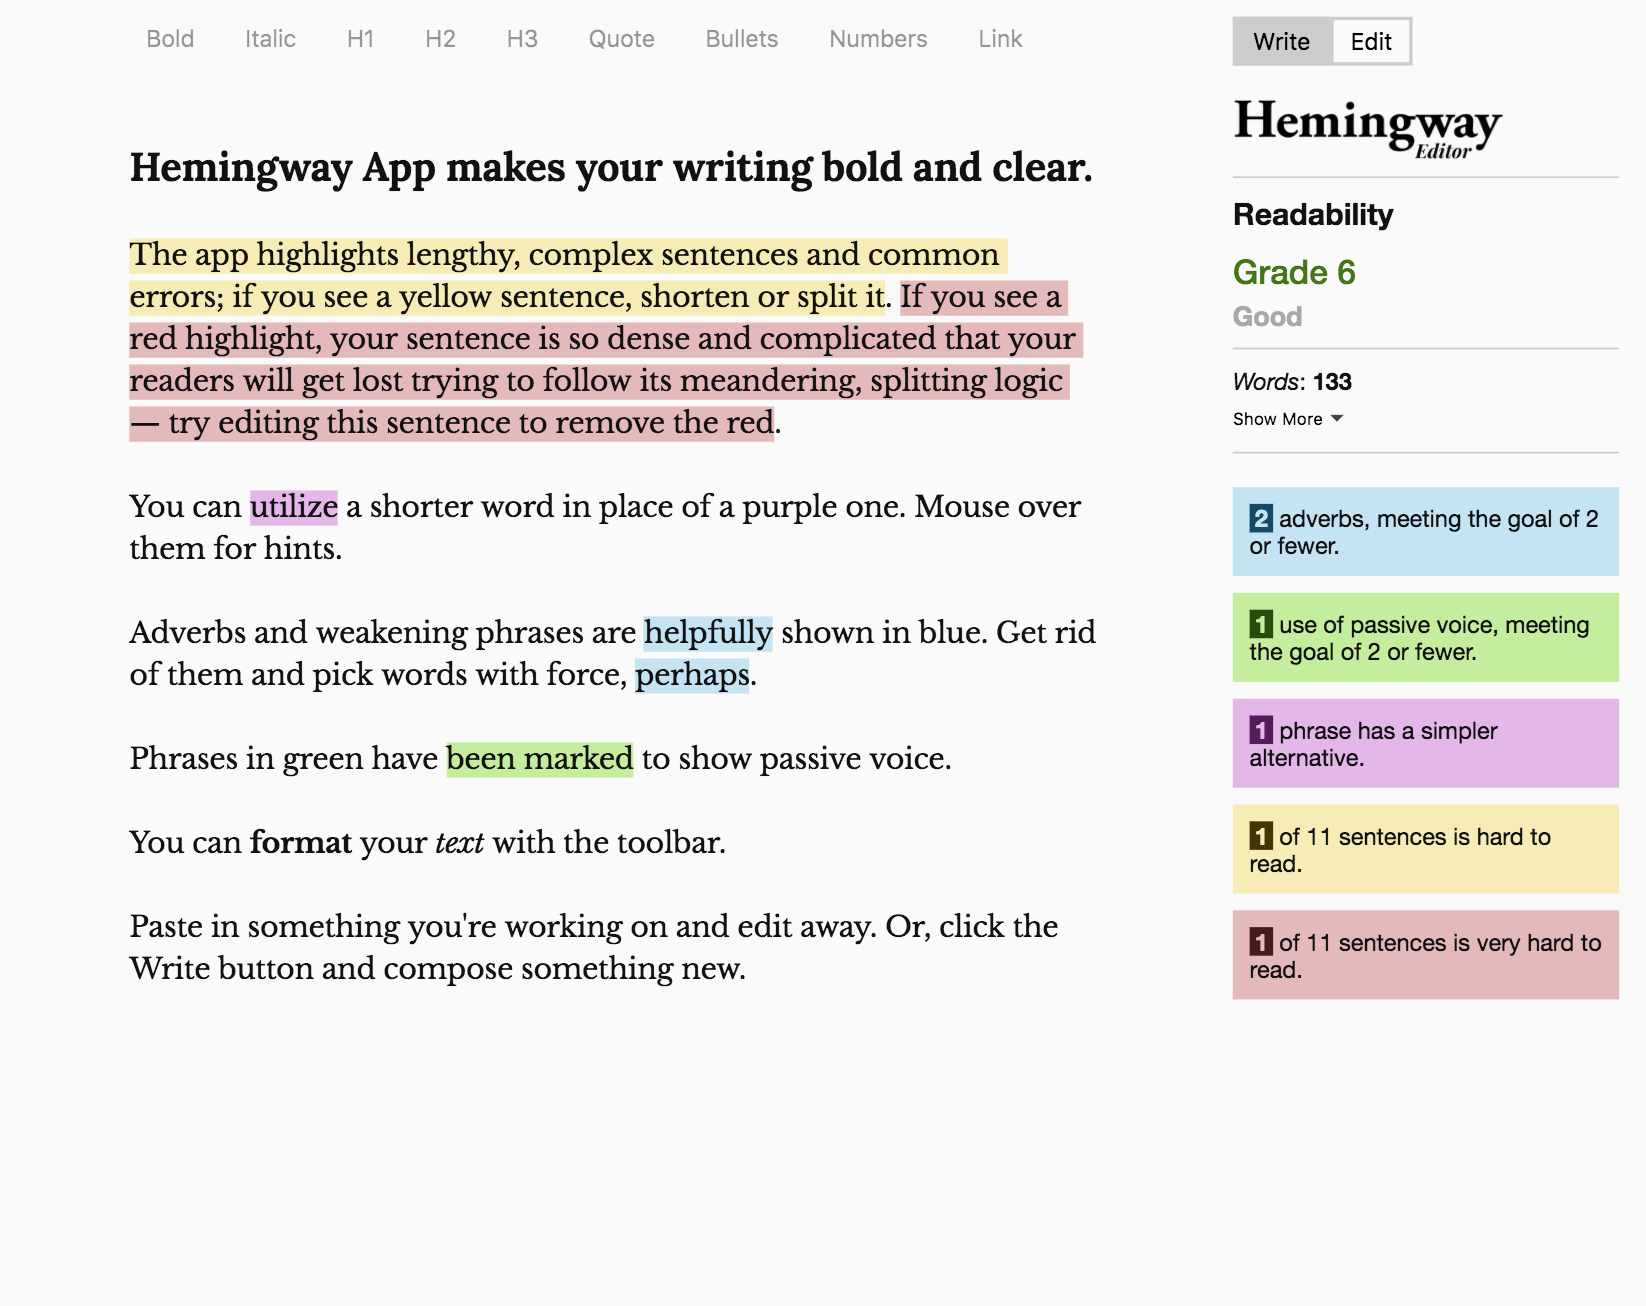 Bold Italic H1 H2 H3 Quote Bullets Numbers Link
Hemingway App makes your writing bold and clear.
The app highlights lengthy, complex sentences and common
errors; if you see a yellow sentence, shorten or split it. If you see a
red highlight, your sentence is so dense and complicated that your
readers will get lost trying to follow its meandering, splitting logic
— try editing this sentence to remove the red.
You can utilize a shorter word in place of a purple one. Mouse over
them for hints.
Adverbs and weakening phrases are helpfully shown in blue. Get rid
of them and pick words with force, perhaps.
Phrases in green have been marked to show passive voice.
You can format your text with the toolbar.
Paste in something you're working on and edit away. Or, click the
Write button and compose something new.
Write Edit
Hemingway
Editor
Readability
Grade 6
Good
Words: 133
Show More
2 adverbs, meeting the goal of 2
or fewer.
1 use of passive voice, meeting
the goal of 2 or fewer.
1 phrase has a simpler
alternative.
1 of 11 sentences is hard to
read.
1 of 11 sentences is very hard to
read.